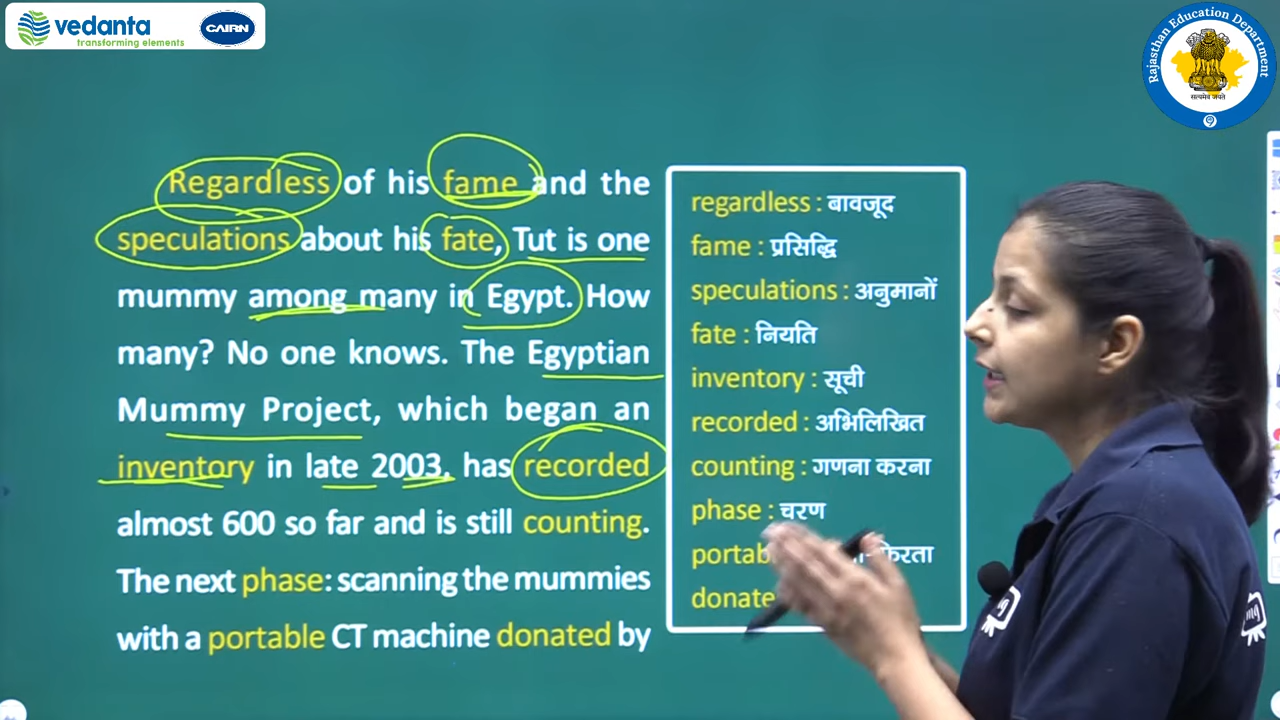 vedanta
transforming elements
CAIRN
Rajasthan Education Department
सत्यमेव जयते
Regardless of his fame and the
speculations about his fate, Tut is one
mummy among many in Egypt. How
many? No one knows. The Egyptian
Mummy Project, which began an
inventory in late 2003, has recorded
almost 600 so far and is still counting.
The next phase: scanning the mummies
with a portable CT machine donated by
regardless : बावजूद
fame : प्रसिद्धि
speculations : अनुमानों
fate : नियति
inventory : सूची
recorded : अभिलिखित
counting : गणना करना
phase : चरण